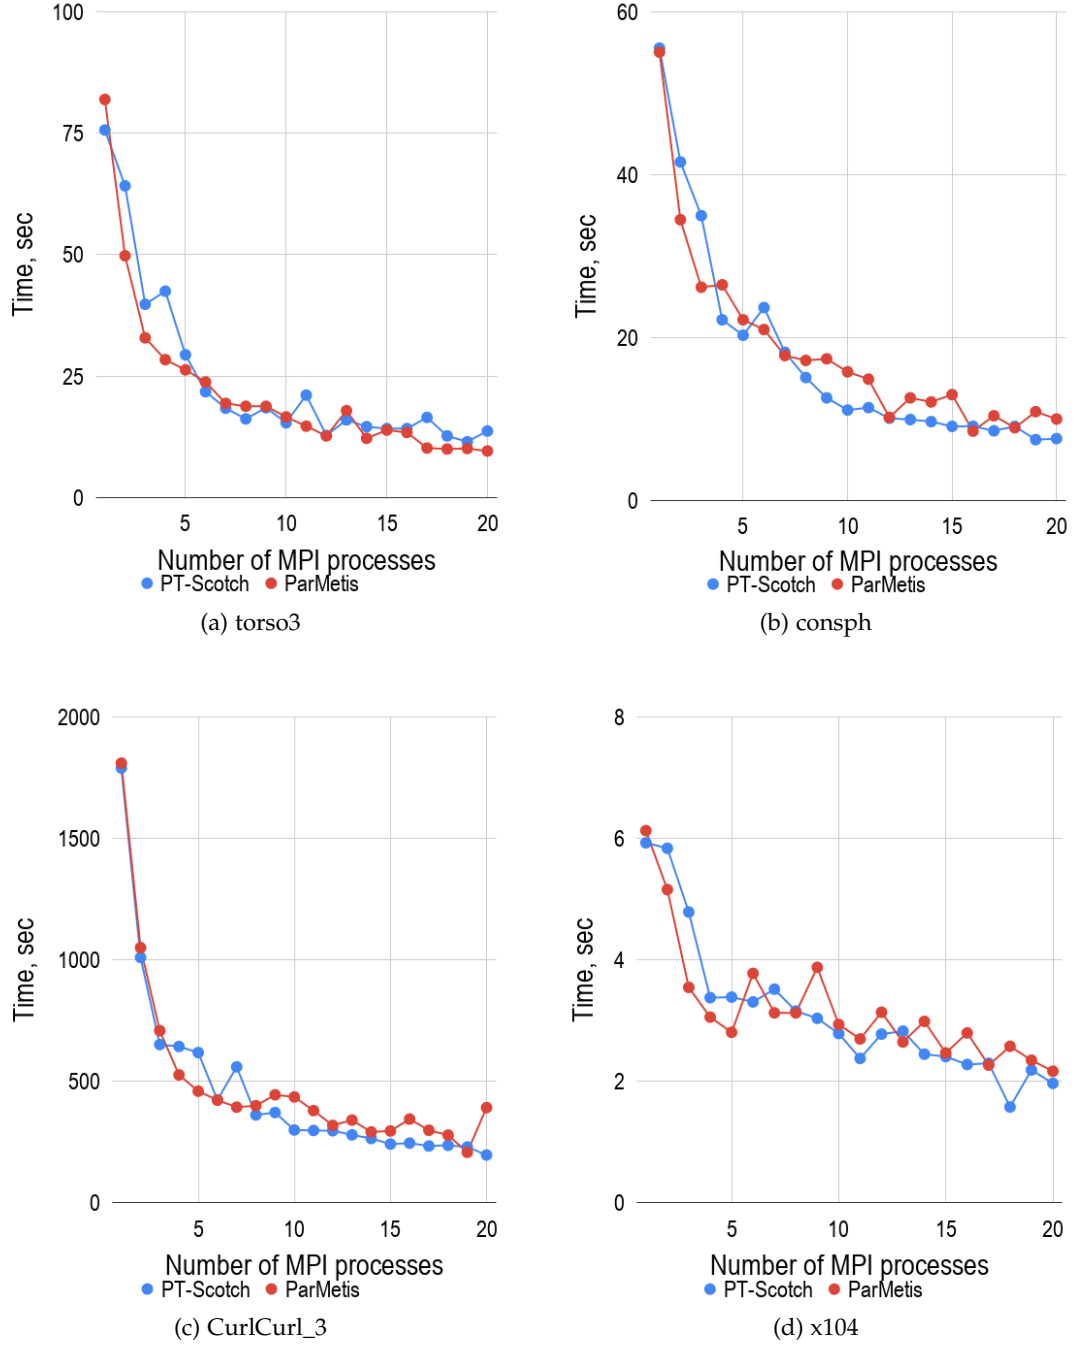 100
75
50
25
0
Time, sec
5 10 15 20
Number of MPI processes
PT-Scotch ParMetis
(a) torso3
60
40
20
0
Time, sec
5 10 15 20
Number of MPI processes
PT-Scotch ParMetis
(b) consph
2000
1500
1000
500
0
Time, sec
5 10 15 20
Number of MPI processes
PT-Scotch ParMetis
(c) CurlCurl_3
8
6
4
2
0
Time, sec
5 10 15 20
Number of MPI processes
PT-Scotch ParMetis
(d) x104